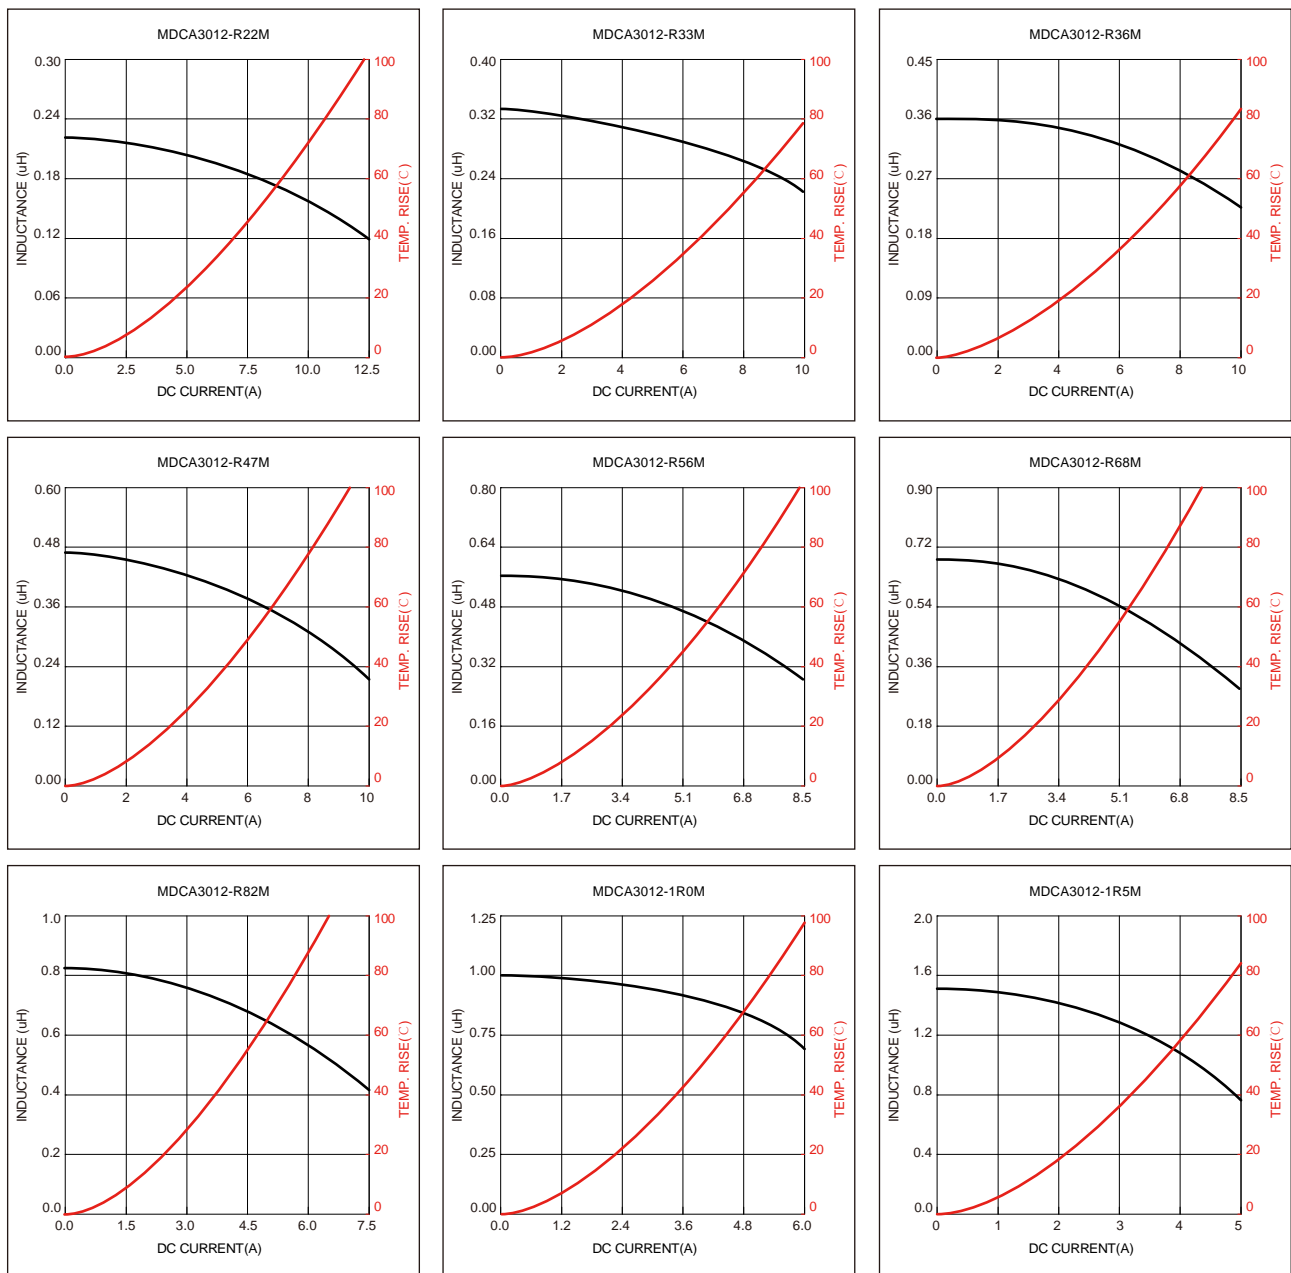 MDCA3012-R22M
INDUCTANCE (uH)
0.30
0.24
0.18
0.12
0.06
0.00
0.0 2.5 5.0 7.5 10.0 12.5
DC CURRENT(A)
100
80
60
40
20
0
TEMP. RISE(℃)
MDCA3012-R33M
INDUCTANCE (uH)
0.40
0.32
0.24
0.16
0.08
0.00
0 2 4 6 8 10
DC CURRENT(A)
100
80
60
40
20
0
TEMP. RISE(℃)
MDCA3012-R36M
INDUCTANCE (uH)
0.45
0.36
0.27
0.18
0.09
0.00
0 2 4 6 8 10
DC CURRENT(A)
100
80
60
40
20
0
TEMP. RISE(℃)
MDCA3012-R47M
INDUCTANCE (uH)
0.60
0.48
0.36
0.24
0.12
0.00
0 2 4 6 8 10
DC CURRENT(A)
100
80
60
40
20
0
TEMP. RISE(℃)
MDCA3012-R56M
INDUCTANCE (uH)
0.80
0.64
0.48
0.32
0.16
0.00
0.0 1.7 3.4 5.1 6.8 8.5
DC CURRENT(A)
100
80
60
40
20
0
TEMP. RISE(℃)
MDCA3012-R68M
INDUCTANCE (uH)
0.90
0.72
0.54
0.36
0.18
0.00
0.0 1.7 3.4 5.1 6.8 8.5
DC CURRENT(A)
100
80
60
40
20
0
TEMP. RISE(℃)
MDCA3012-R82M
INDUCTANCE (uH)
1.0
0.8
0.6
0.4
0.2
0.0
0.0 1.5 3.0 4.5 6.0 7.5
DC CURRENT(A)
100
80
60
40
20
0
TEMP. RISE(℃)
MDCA3012-1R0M
INDUCTANCE (uH)
1.25
1.00
0.75
0.50
0.25
0.00
0.0 1.2 2.4 3.6 4.8 6.0
DC CURRENT(A)
100
80
60
40
20
0
TEMP. RISE(℃)
MDCA3012-1R5M
INDUCTANCE (uH)
2.0
1.6
1.2
0.8
0.4
0.0
0 1 2 3 4 5
DC CURRENT(A)
100
80
60
40
20
0
TEMP. RISE(℃)